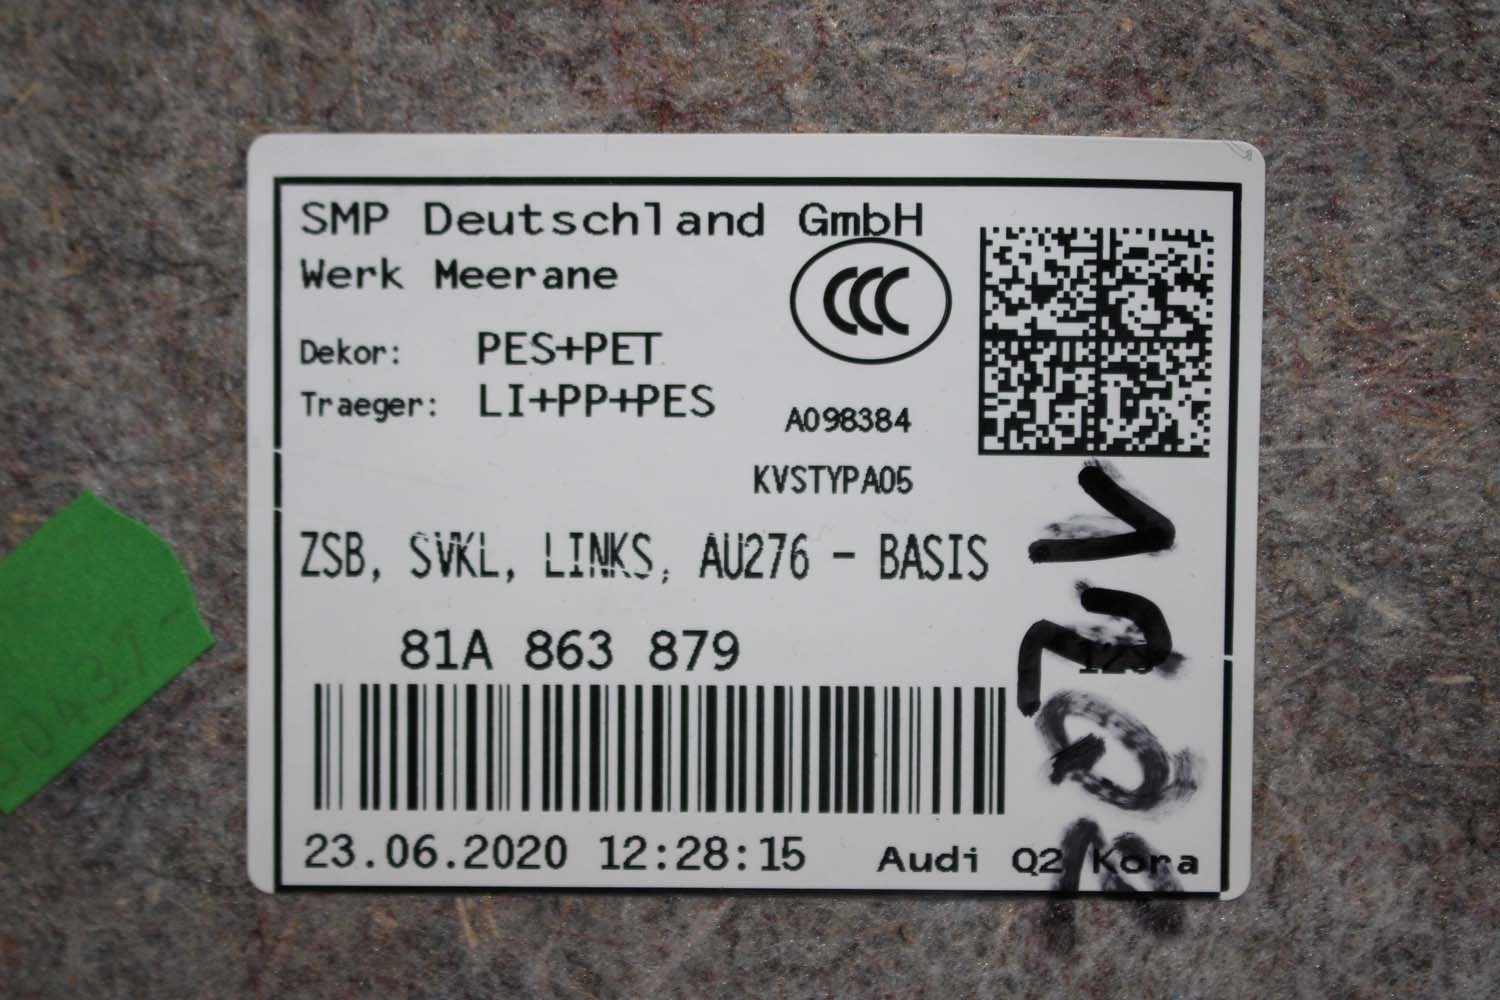 SMP Deutschland GmbH
Werk Meerane
CCC
Dekor: PES+PET
Traeger: LI+PP+PES
A098384
KVSTYPA05
ZSB, SVKL, LINKS, AU276 - BASIS
81A 863 879
23.06.2020 12:28:15 Audi Q2 Kora